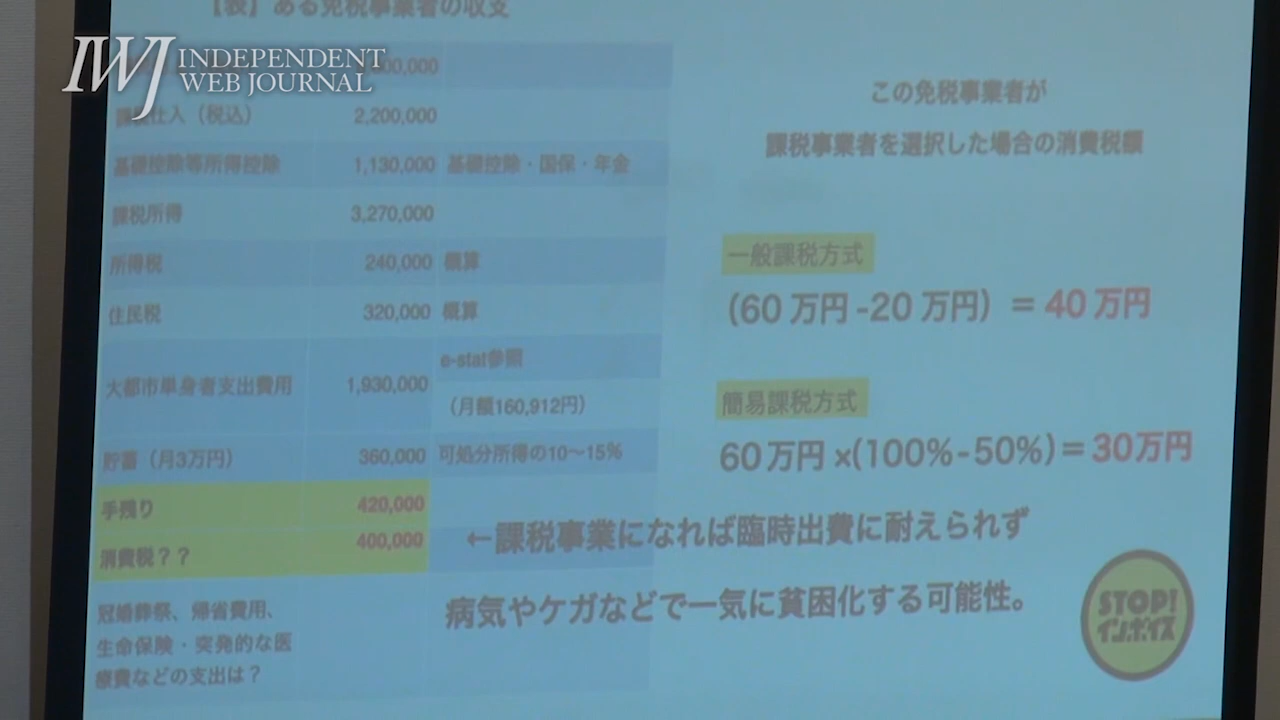 【表】ある免税事業者の収支
IWJ INDEPENDENT
WEB JOURNAL
課税仕入（税込） 2,200,000
基礎控除等所得控除 1,130,000 基礎控除・国保・年金
課税所得 3,270,000
所得税 240,000 概算
住民税 320,000 概算
大都市単身者支出費用 1,930,000 e-stat参照
（月額160,912円）
貯蓄（月3万円） 360,000 可処分所得の10〜15%
手残り 420,000
消費税？？ 400,000
冠婚葬祭、帰省費用、
生命保険・突発的な医
療費などの支出は？
この免税事業者が
課税事業者を選択した場合の消費税額
一般課税方式
（60万円-20万円）＝40万円
簡易課税方式
60万円×(100%-50%)＝30万円
←課税事業になれば臨時出費に耐えられず
病気やケガなどで一気に貧困化する可能性。
STOP!
インボイス